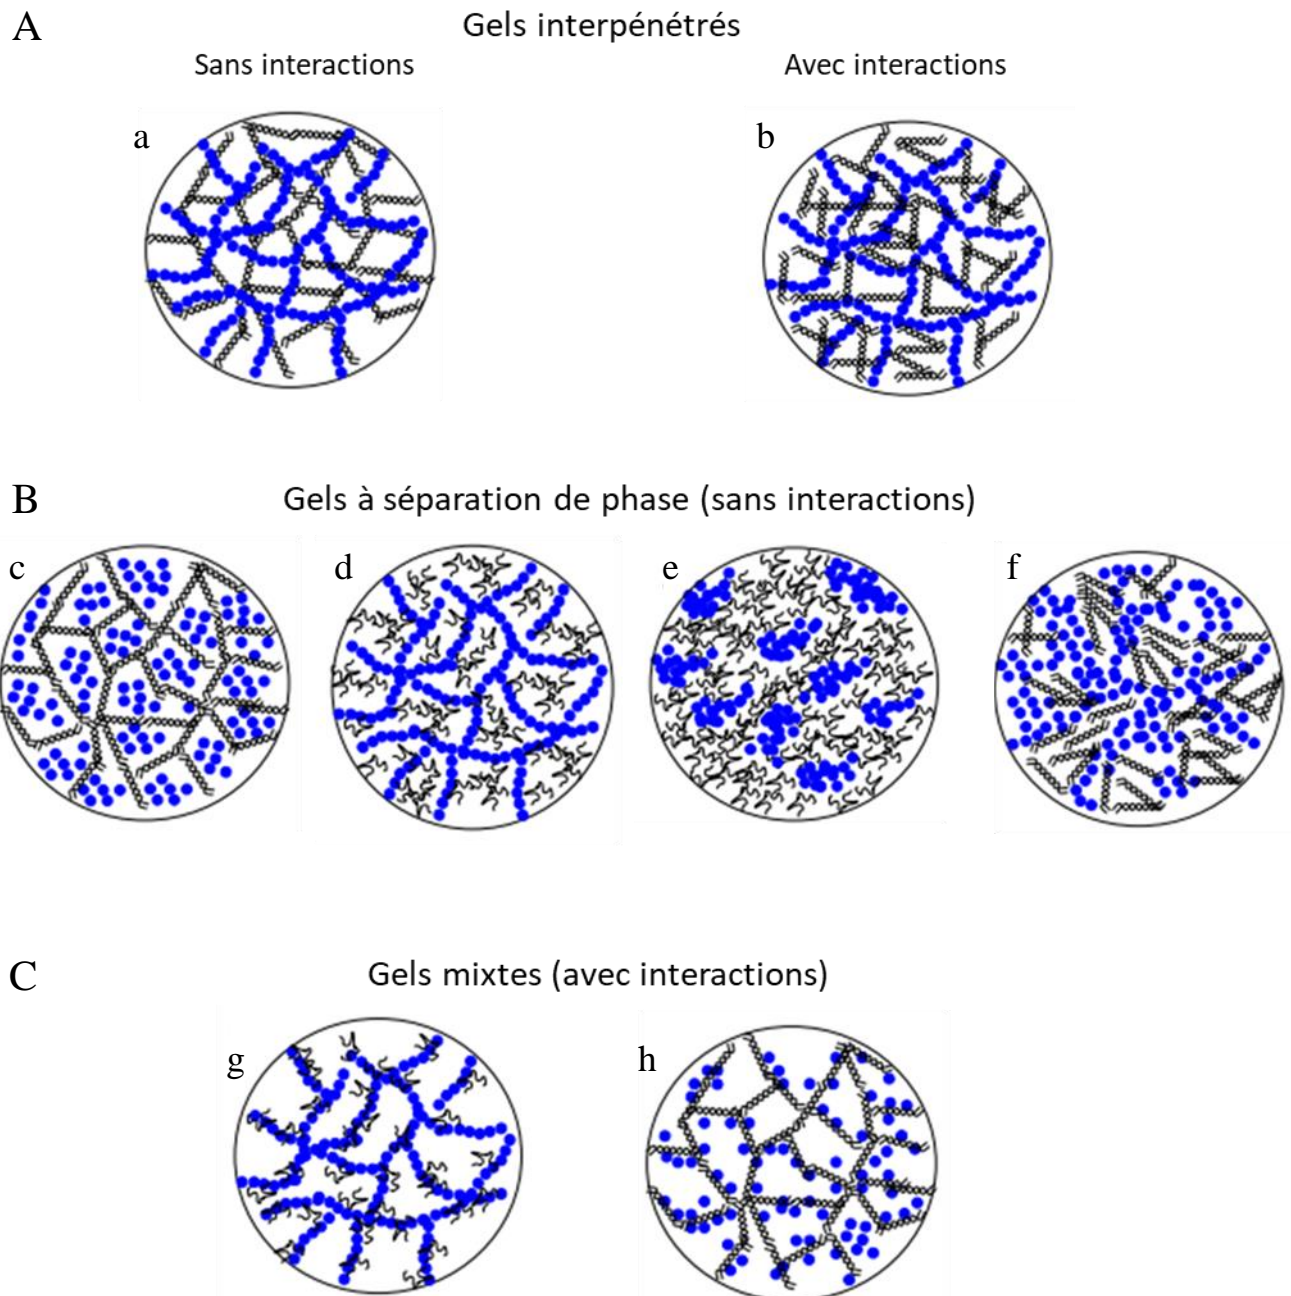 A
Gels interpénétrés
Sans interactions
Avec interactions
a
b
B
Gels à séparation de phase (sans interactions)
c
d
e
f
C
Gels mixtes (avec interactions)
g
h